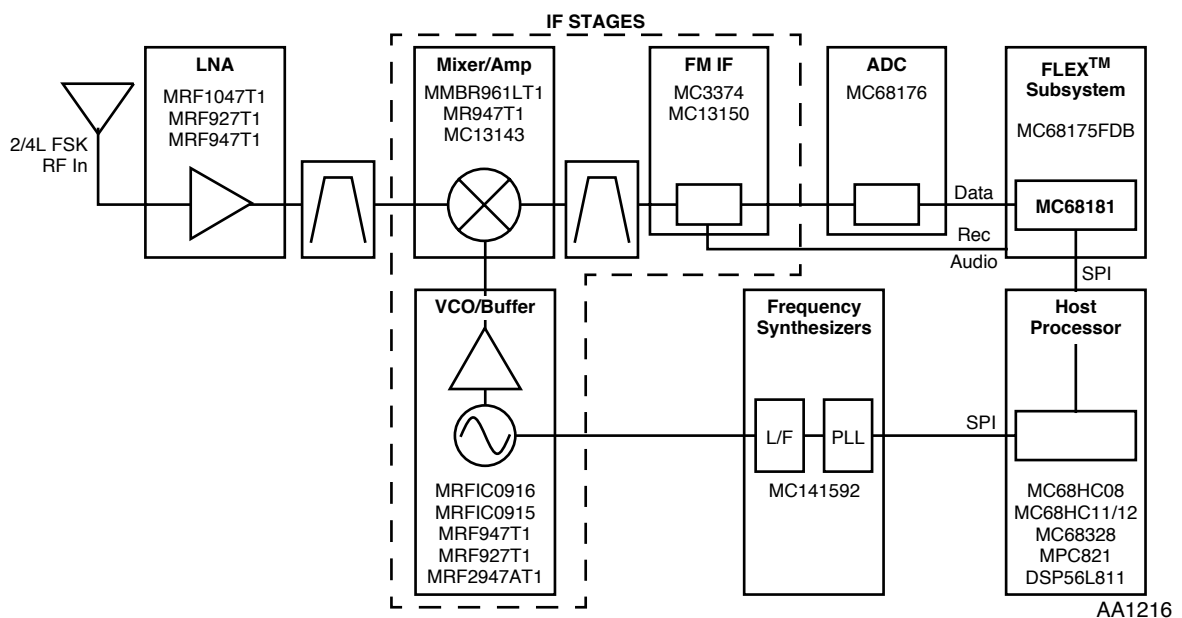 IF STAGES
LNA
MRF1047T1
MRF927T1
MRF947T1
Mixer/Amp
MMBR961LT1
MR947T1
MC13143
FM IF
MC3374
MC13150
ADC
MC68176
FLEX™
Subsystem
MC68175FDB
MC68181
2/4L FSK
RF In
Data
Rec
Audio
SPI
VCO/Buffer
MRFIC0916
MRFIC0915
MRF947T1
MRF927T1
MRF2947AT1
Frequency
Synthesizers
L/F
PLL
MC141592
SPI
Host
Processor
MC68HC08
MC68HC11/12
MC68328
MPC821
DSP56L811
AA1216